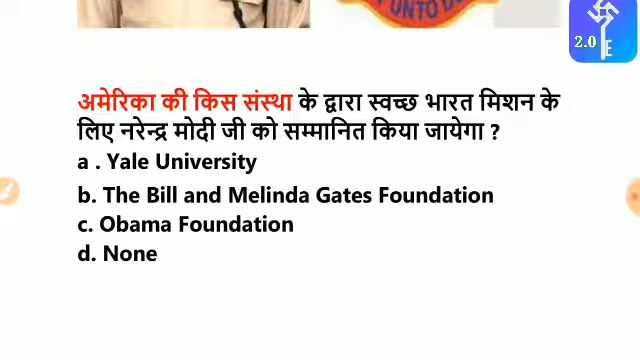 UNTO D
2.0
E
अमेरिका की किस संस्था के द्वारा स्वच्छ भारत मिशन के
लिए नरेन्द्र मोदी जी को सम्मानित किया जायेगा ?
a . Yale University
b. The Bill and Melinda Gates Foundation
c. Obama Foundation
d. None